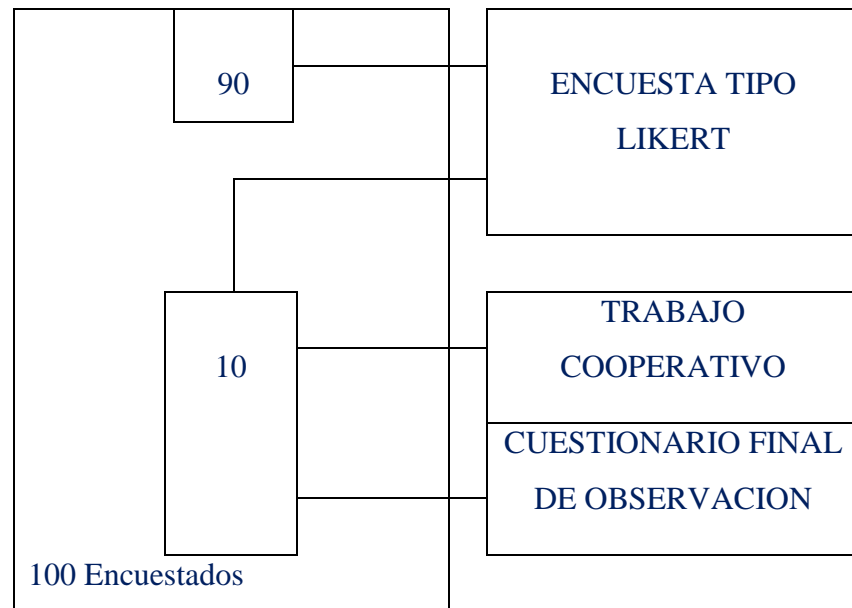 90
ENCUESTA TIPO
LIKERT
10
TRABAJO
COOPERATIVO
CUESTIONARIO FINAL
DE OBSERVACION
100 Encuestados